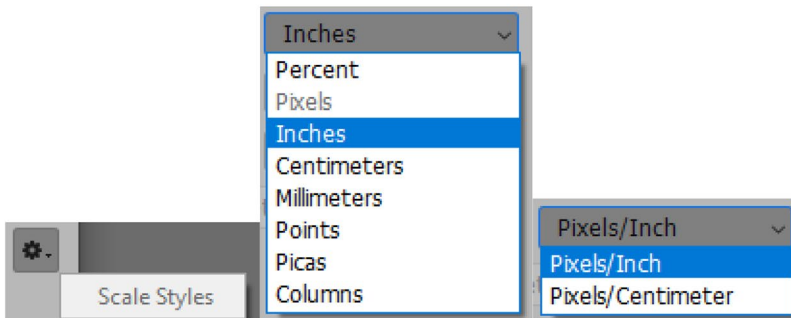 Scale Styles
Inches
Percent
Pixels
Inches
Centimeters
Millimeters
Points
Picas
Columns
Pixels/Inch
Pixels/Inch
Pixels/Centimeter